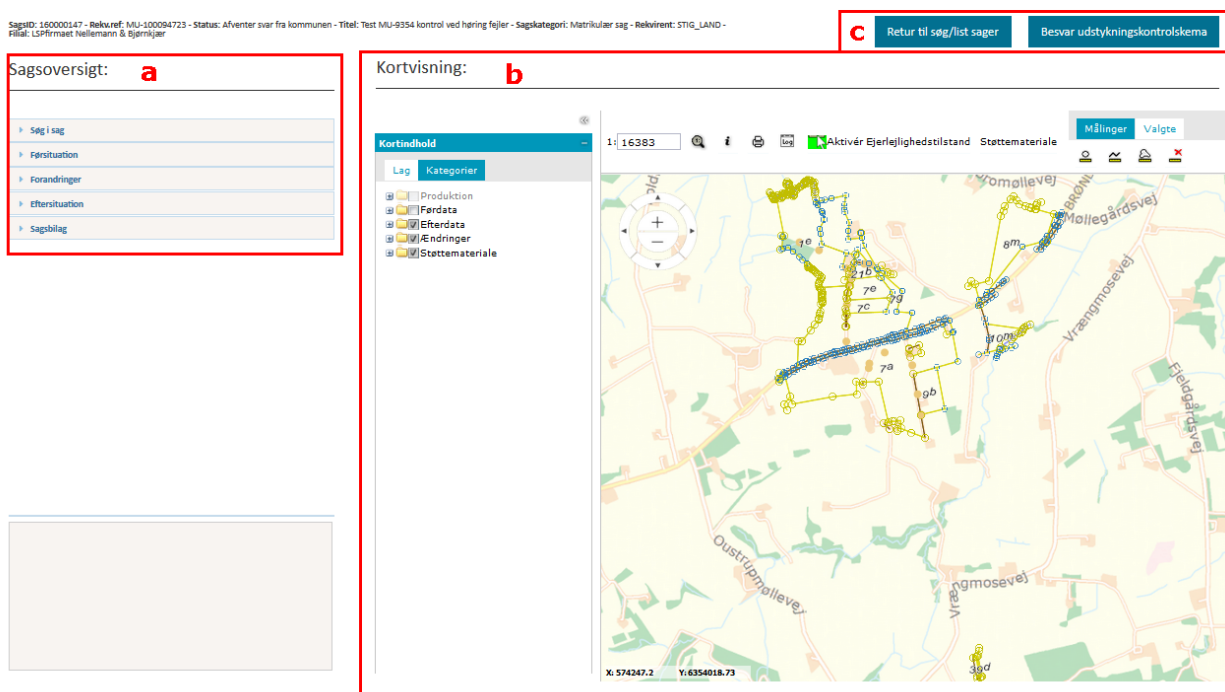 SagsID: 160000147 - Rekv.ref: MU-100094723 - Status: Afventer svar fra kommunen - Titel: Test MU-9354 kontrol ved høring fejler - Sagskategori: Matrikulær sag - Rekvirent: STIG_LAND -
Filial: LSPfirmaet Nellemann & Bjørnkjær
c
Retur til søg/list sager
Besvar udstykningskontrolskema
Sagsoversigt:
a
Søg i sag
Førsituation
Forandringer
Eftersituation
Sagsbilag
Kortvisning:
b
Kortindhold
Lag
Kategorier
Produktion
Førdata
Efterdata
Ændringer
Støttemateriale
1: 16383
i
Log
Aktivér Ejerlejlighedstilstand
Støttemateriale
Målinger
Valgte
romøllevej
BRØNL
Møllegårdsvej
1e
8m
21b
7e
7g
7c
Vrængmosevej
10m
7a
9b
Fjeldgårdsvej
Oustrupmøllevej
Vrængmosevej
39d
X: 574247.2
Y: 6354018.73